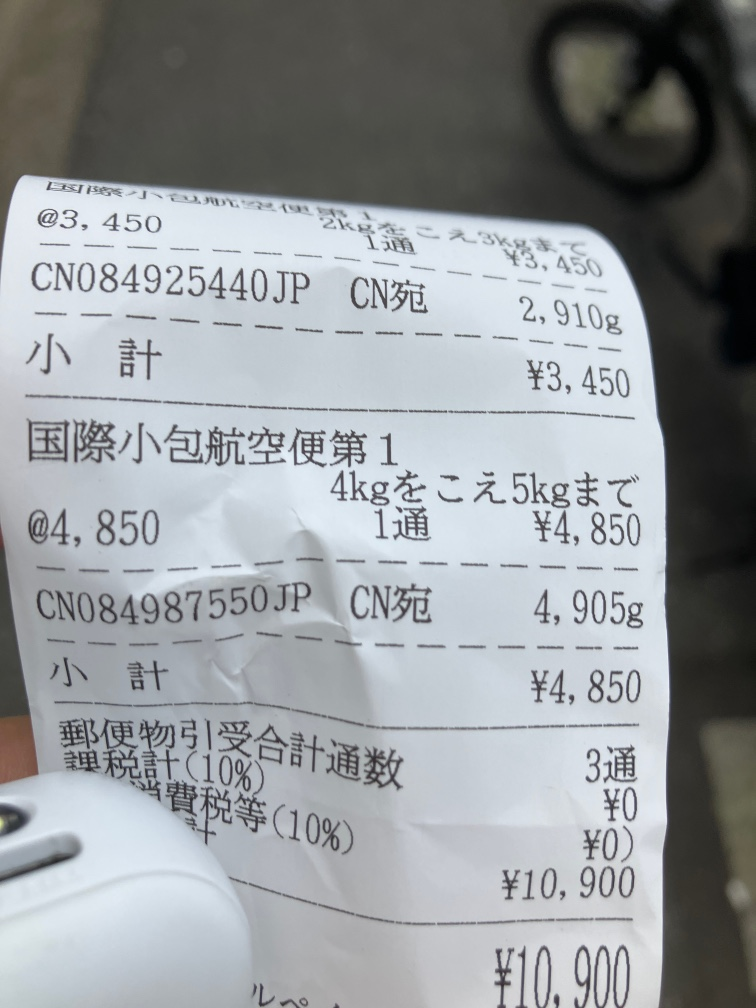 国際小包航空便第1
2kgをこえ3kgまで
@3,450 1通 ¥3,450
CN084925440JP CN宛 2,910g
小 計 ¥3,450
国際小包航空便第1
4kgをこえ5kgまで
@4,850 1通 ¥4,850
CN084987550JP CN宛 4,905g
小 計 ¥4,850
郵便物引受合計通数 3通
課税計(10%) ¥0
消費税等(10%) ¥0)
計 ¥10,900
¥10,900